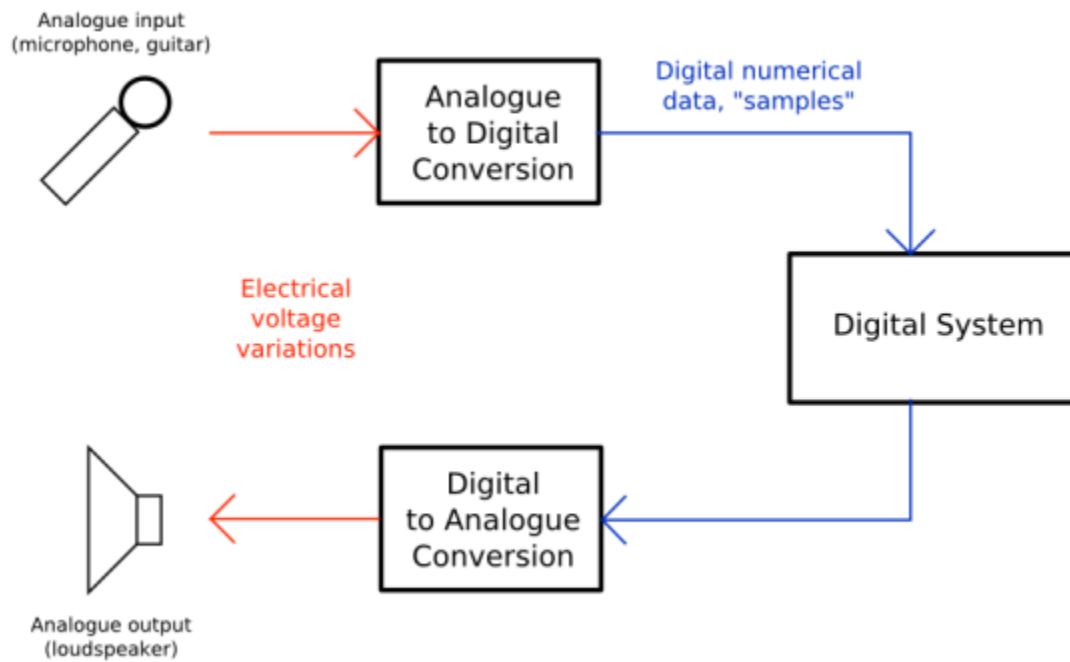 Analogue input
(microphone, guitar)
Analogue
to Digital
Conversion
Digital numerical
data, "samples"
Electrical
voltage
variations
Digital System
Digital
to Analogue
Conversion
Analogue output
(loudspeaker)